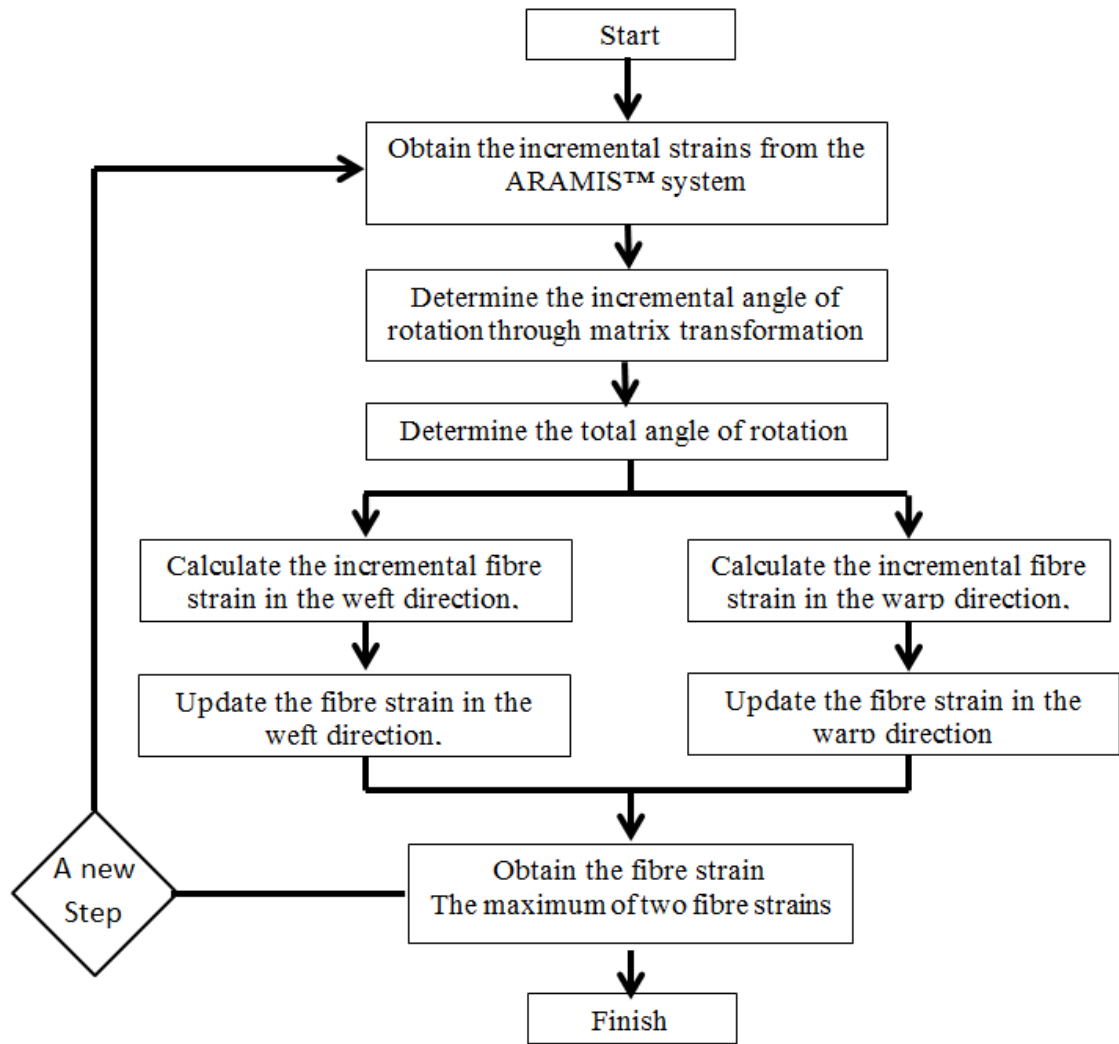 Start
Obtain the incremental strains from the
ARAMIS™ system
Determine the incremental angle of
rotation through matrix transformation
Determine the total angle of rotation
Calculate the incremental fibre
strain in the weft direction.
Calculate the incremental fibre
strain in the warp direction.
Update the fibre strain in the
weft direction.
Update the fibre strain in the
warp direction
A new
Step
Obtain the fibre strain
The maximum of two fibre strains
Finish